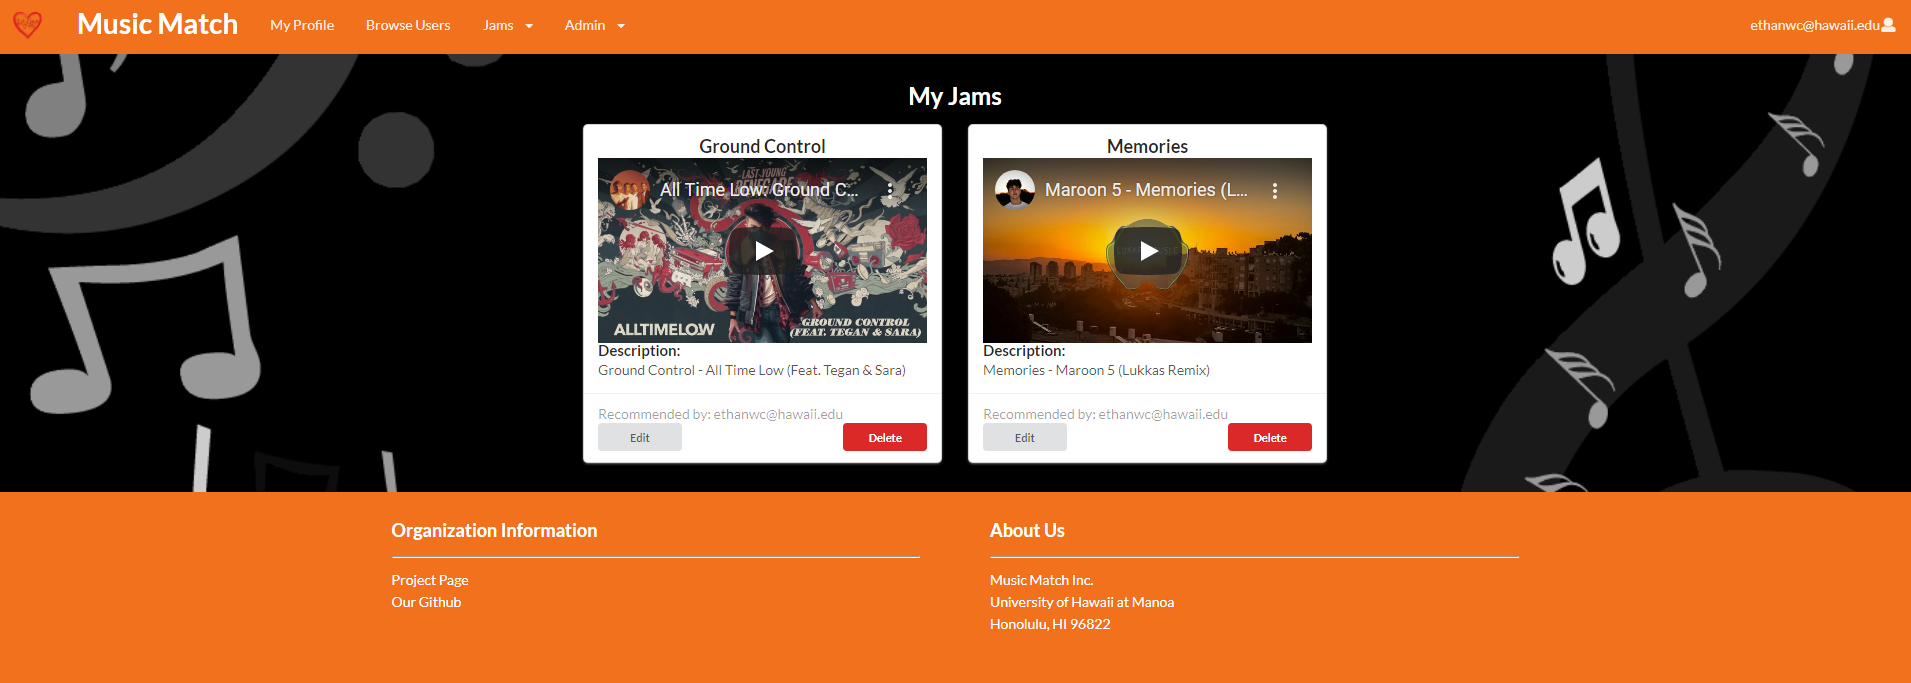 Music Match
My Profile
Browse Users
Jams
Admin
ethanwc@hawaii.edu
My Jams
Ground Control
LAST YOUNG
RENEGADE
All Time Low: Ground C...
ALLTIMELOW
GROUND CONTROL
(FEAT. TEGAN & SARA)
Description:
Ground Control - All Time Low (Feat. Tegan & Sara)
Recommended by: ethanwc@hawaii.edu
Edit
Delete
Memories
Maroon 5 - Memories (L...
Description:
Memories - Maroon 5 (Lukkas Remix)
Recommended by: ethanwc@hawaii.edu
Edit
Delete
Organization Information
Project Page
Our Github
About Us
Music Match Inc.
University of Hawaii at Manoa
Honolulu, HI 96822